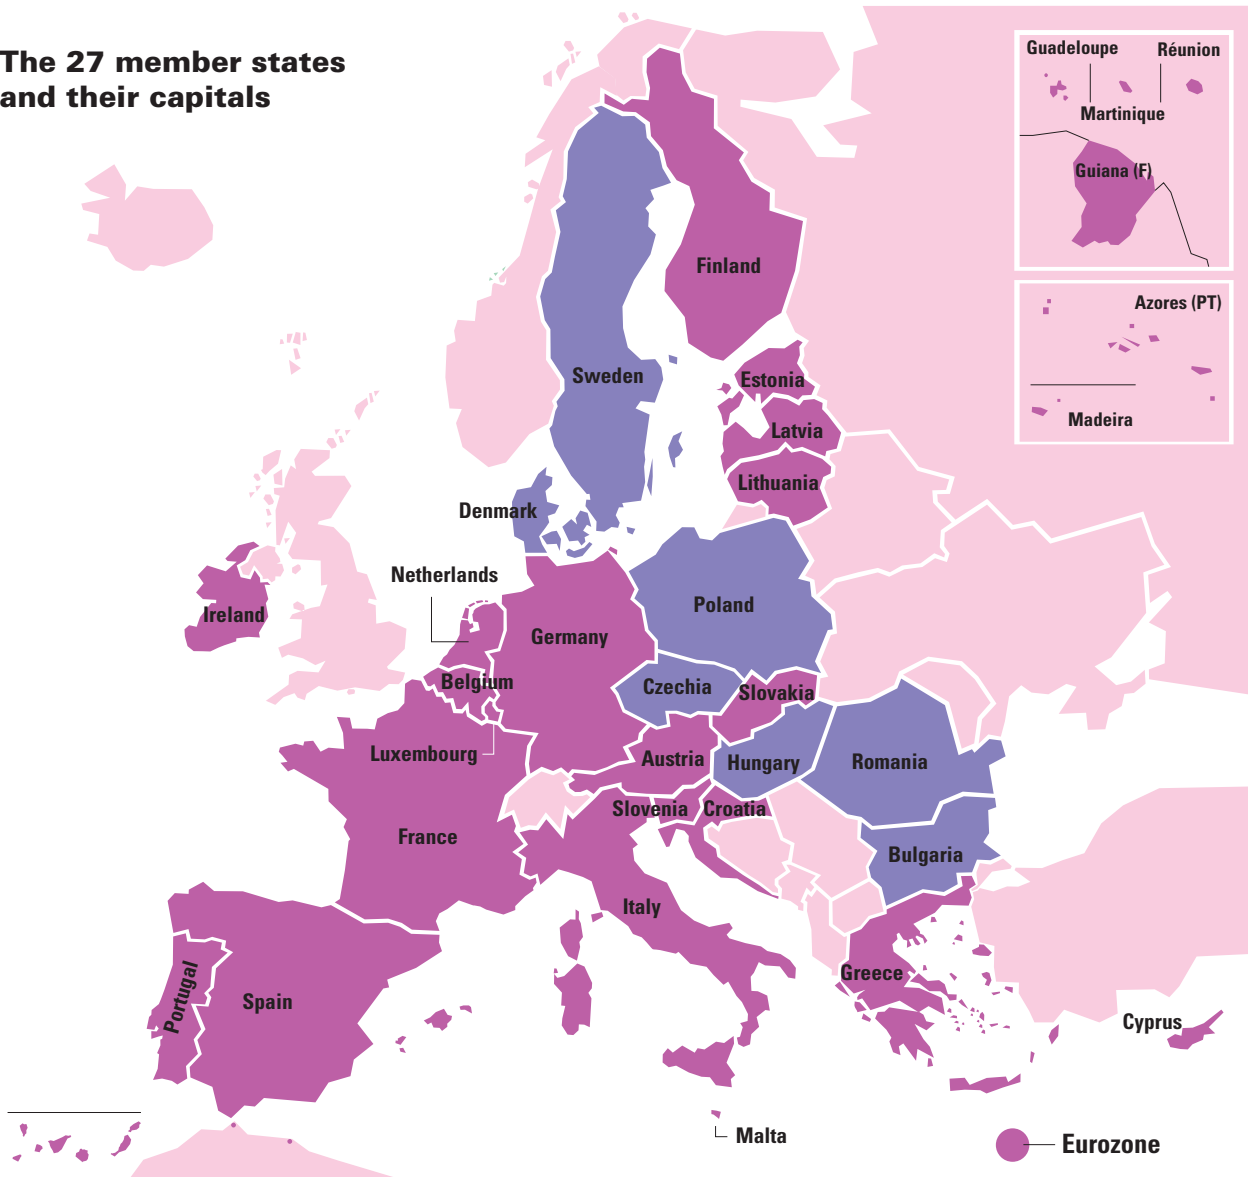 The 27 member states
and their capitals
Guadeloupe
Réunion
Martinique
Guiana (F)
Azores (PT)
Madeira
Finland
Sweden
Estonia
Latvia
Lithuania
Denmark
Netherlands
Poland
Ireland
Germany
Belgium
Czechia
Slovakia
Luxembourg
Austria
Hungary
Romania
Slovenia
Croatia
France
Bulgaria
Italy
Portugal
Spain
Greece
Cyprus
Malta
Eurozone